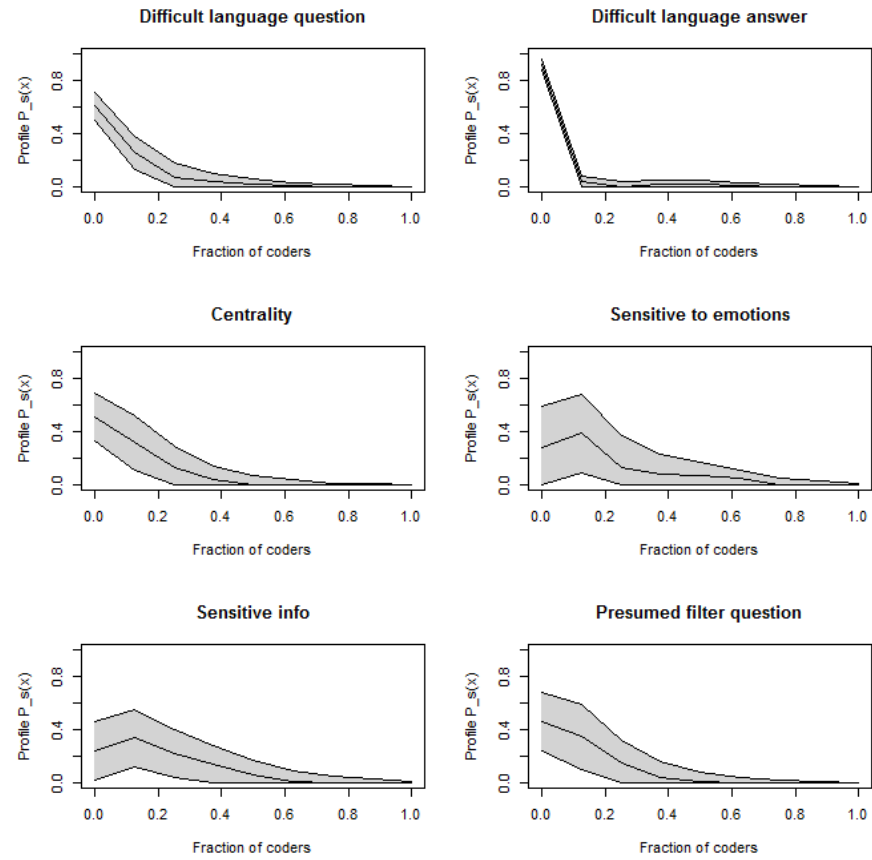 Difficult language question
Profile P_s(x)
0.8
0.4
0.0
0.0 0.2 0.4 0.6 0.8 1.0
Fraction of coders
Difficult language answer
Profile P_s(x)
0.8
0.4
0.0
0.0 0.2 0.4 0.6 0.8 1.0
Fraction of coders
Centrality
Profile P_s(x)
0.8
0.4
0.0
0.0 0.2 0.4 0.6 0.8 1.0
Fraction of coders
Sensitive to emotions
Profile P_s(x)
0.8
0.4
0.0
0.0 0.2 0.4 0.6 0.8 1.0
Fraction of coders
Sensitive info
Profile P_s(x)
0.8
0.4
0.0
0.0 0.2 0.4 0.6 0.8 1.0
Fraction of coders
Presumed filter question
Profile P_s(x)
0.8
0.4
0.0
0.0 0.2 0.4 0.6 0.8 1.0
Fraction of coders